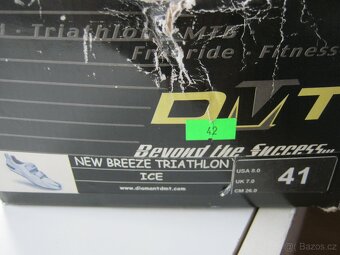 - Triathlon - MTB
Freeride - Fitness
DMT
42
Beyond the Success...
NEW BREEZE TRIATHLON
ICE
www.diamantdmt.com
USA 8.0
UK 7.0
CM 26.0
41
Bazoš.cz